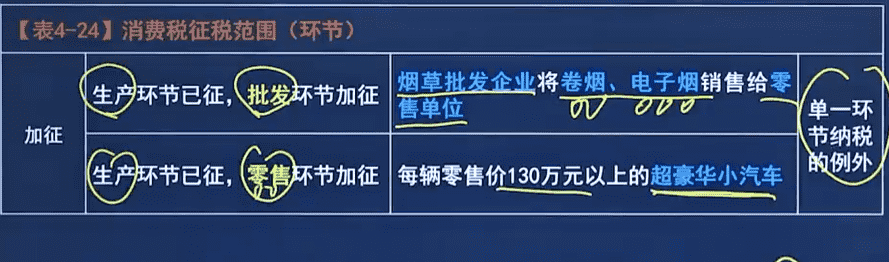 【表4-24】消费税征税范围（环节）
加征
生产环节已征，批发环节加征
烟草批发企业将卷烟、电子烟销售给零
售单位
生产环节已征，零售环节加征
每辆零售价130万元以上的超豪华小汽车
单一环
节纳税
的例外